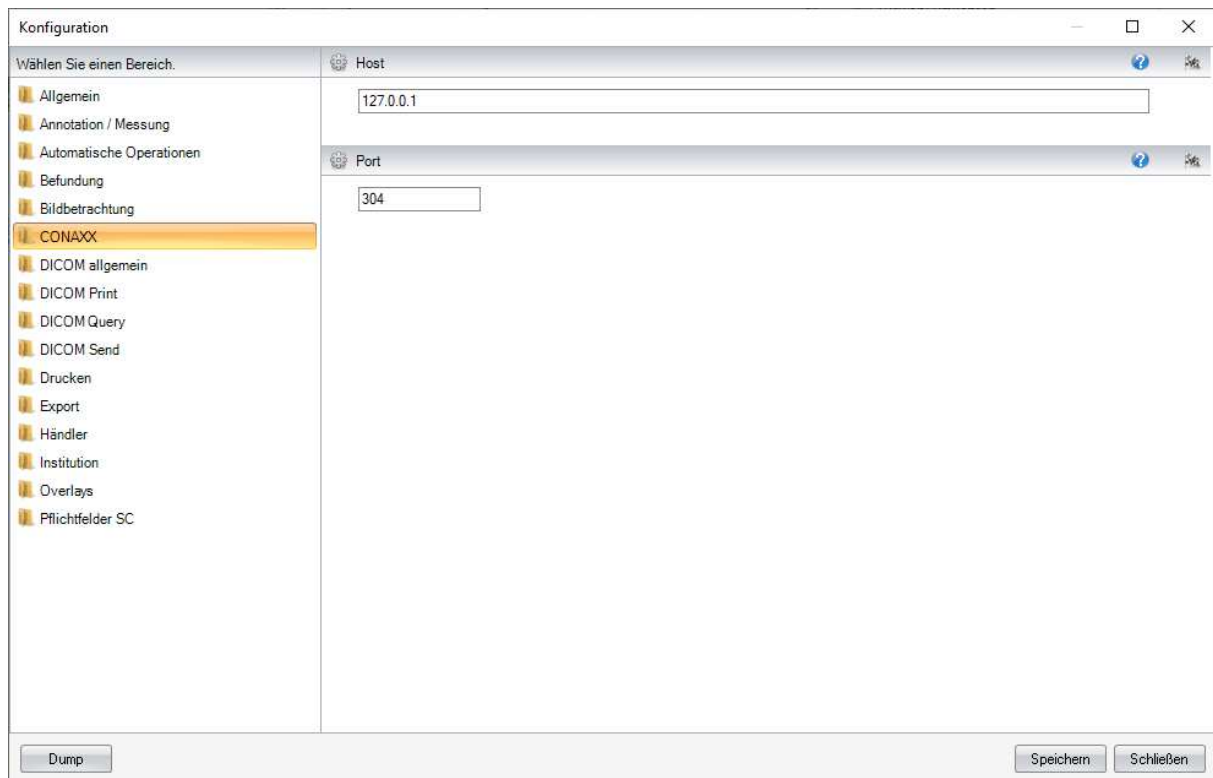 Konfiguration
Wählen Sie einen Bereich.
Allgemein
Annotation / Messung
Automatische Operationen
Befundung
Bildbetrachtung
CONAXX
DICOM allgemein
DICOM Print
DICOM Query
DICOM Send
Drucken
Export
Händler
Institution
Overlays
Pflichtfelder SC
Host
127.0.0.1
Port
304
Dump
Speichern
Schließen